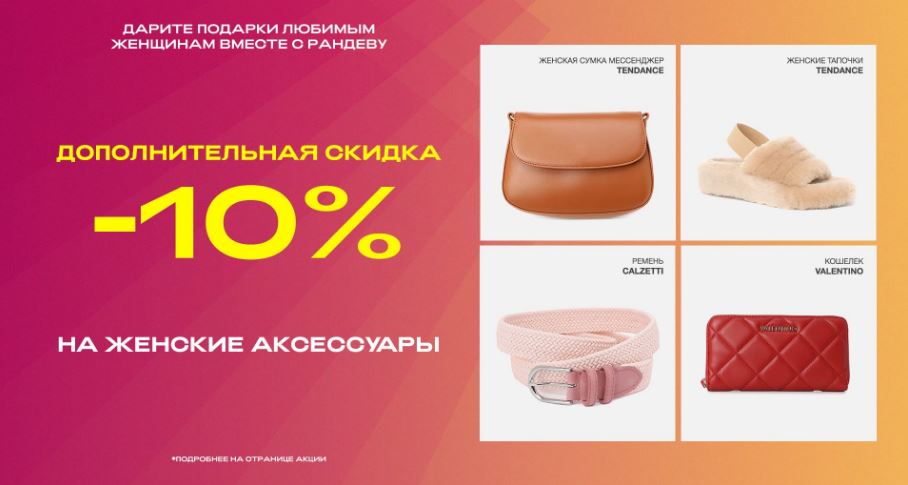 ДАРИТЕ ПОДАРКИ ЛЮБИМЫМ
ЖЕНЩИНАМ ВМЕСТЕ С РАНДЕВУ
ДОПОЛНИТЕЛЬНАЯ СКИДКА
-10%
НА ЖЕНСКИЕ АКСЕССУАРЫ
*ПОДРОБНЕЕ НА СТРАНИЦЕ АКЦИИ
ЖЕНСКАЯ СУМКА МЕССЕНДЖЕР
TENDANCE
ЖЕНСКИЕ ТАПОЧКИ
TENDANCE
РЕМЕНЬ
CALZETTI
КОШЕЛЕК
VALENTINO
VALENTINO